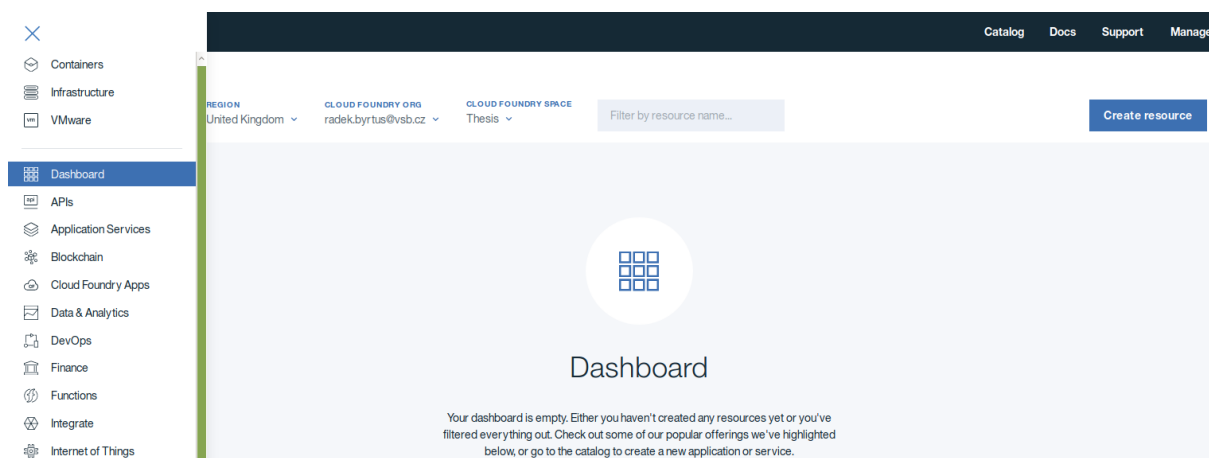 Catalog Docs Support Manage
Containers
Infrastructure
VMware
Dashboard
APIs
Application Services
Blockchain
Cloud Foundry Apps
Data & Analytics
DevOps
Finance
Functions
Integrate
Internet of Things
REGION
United Kingdom
CLOUD FOUNDRY ORG
radek.byrtus@vsb.cz
CLOUD FOUNDRY SPACE
Thesis
Filter by resource name...
Create resource
Dashboard
Your dashboard is empty. Either you haven't created any resources yet or you've
filtered everything out. Check out some of our popular offerings we've highlighted
below, or go to the catalog to create a new application or service.